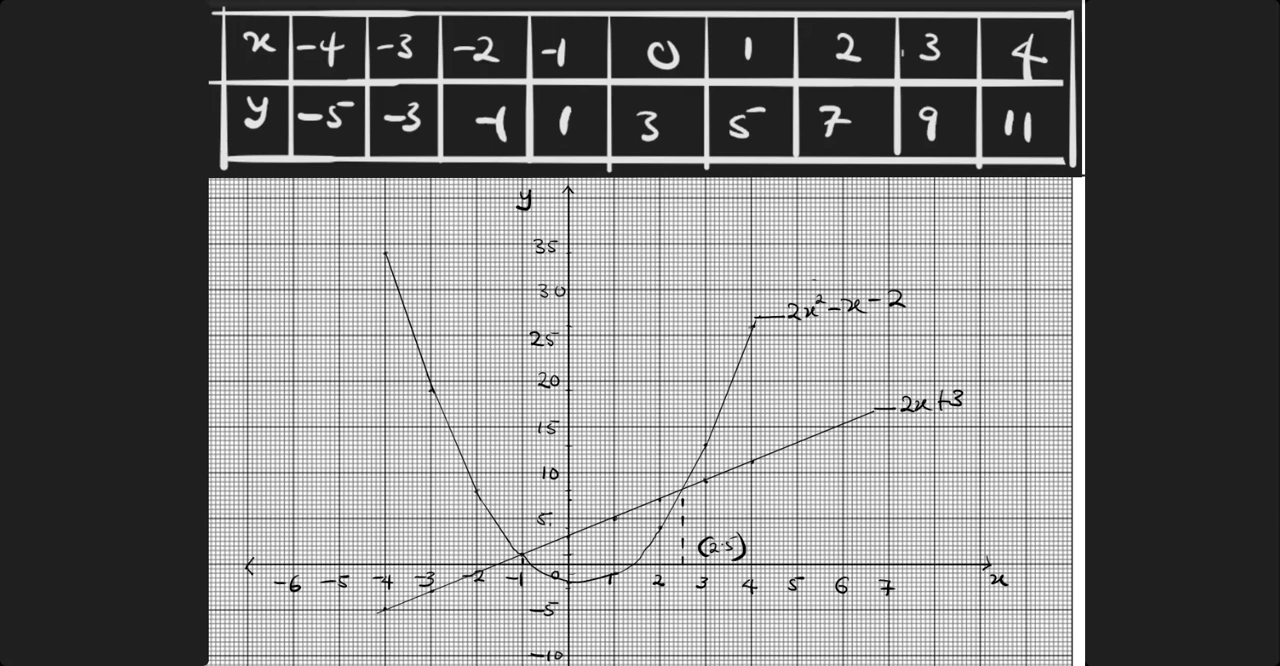 x -4 -3 -2 -1 0 1 2 3 4
y -5 -3 -1 1 3 5 7 9 11
y
35
30
2x²-x-2
25
20
2x+3
15
10
5
(2.5)
-6 -5 -4 -3 -2 -1 0 1 2 3 4 5 6 7 x
-5
-10